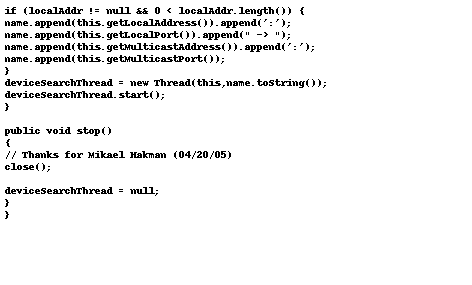 if (localAddr != null && 0 < localAddr.length()) {
name.append(this.getLocalAddress()).append(':');
name.append(this.getLocalPort()).append(" -> ");
name.append(this.getMulticastAddress()).append(':');
name.append(this.getMulticastPort());
}
deviceSearchThread = new Thread(this,name.toString());
deviceSearchThread.start();
}

public void stop()
{
// Thanks for Mikael Hakman (04/20/05)
close();

deviceSearchThread = null;
}
}